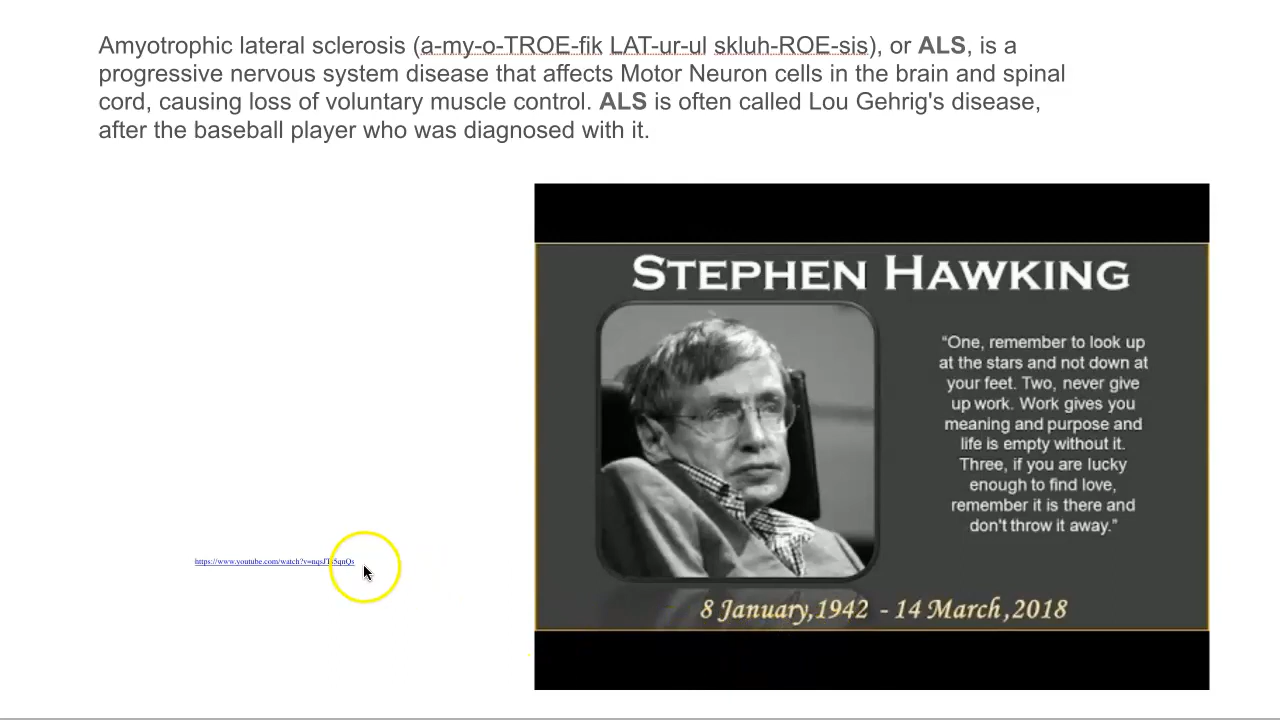 Amyotrophic lateral sclerosis (a-my-o-TROE-fik LAT-ur-ul skluh-ROE-sis), or ALS, is a
progressive nervous system disease that affects Motor Neuron cells in the brain and spinal
cord, causing loss of voluntary muscle control. ALS is often called Lou Gehrig's disease,
after the baseball player who was diagnosed with it.
STEPHEN HAWKING
“One, remember to look up
at the stars and not down at
your feet. Two, never give
up work. Work gives you
meaning and purpose and
life is empty without it.
Three, if you are lucky
enough to find love,
remember it is there and
don't throw it away.”
8 January,1942 - 14 March,2018